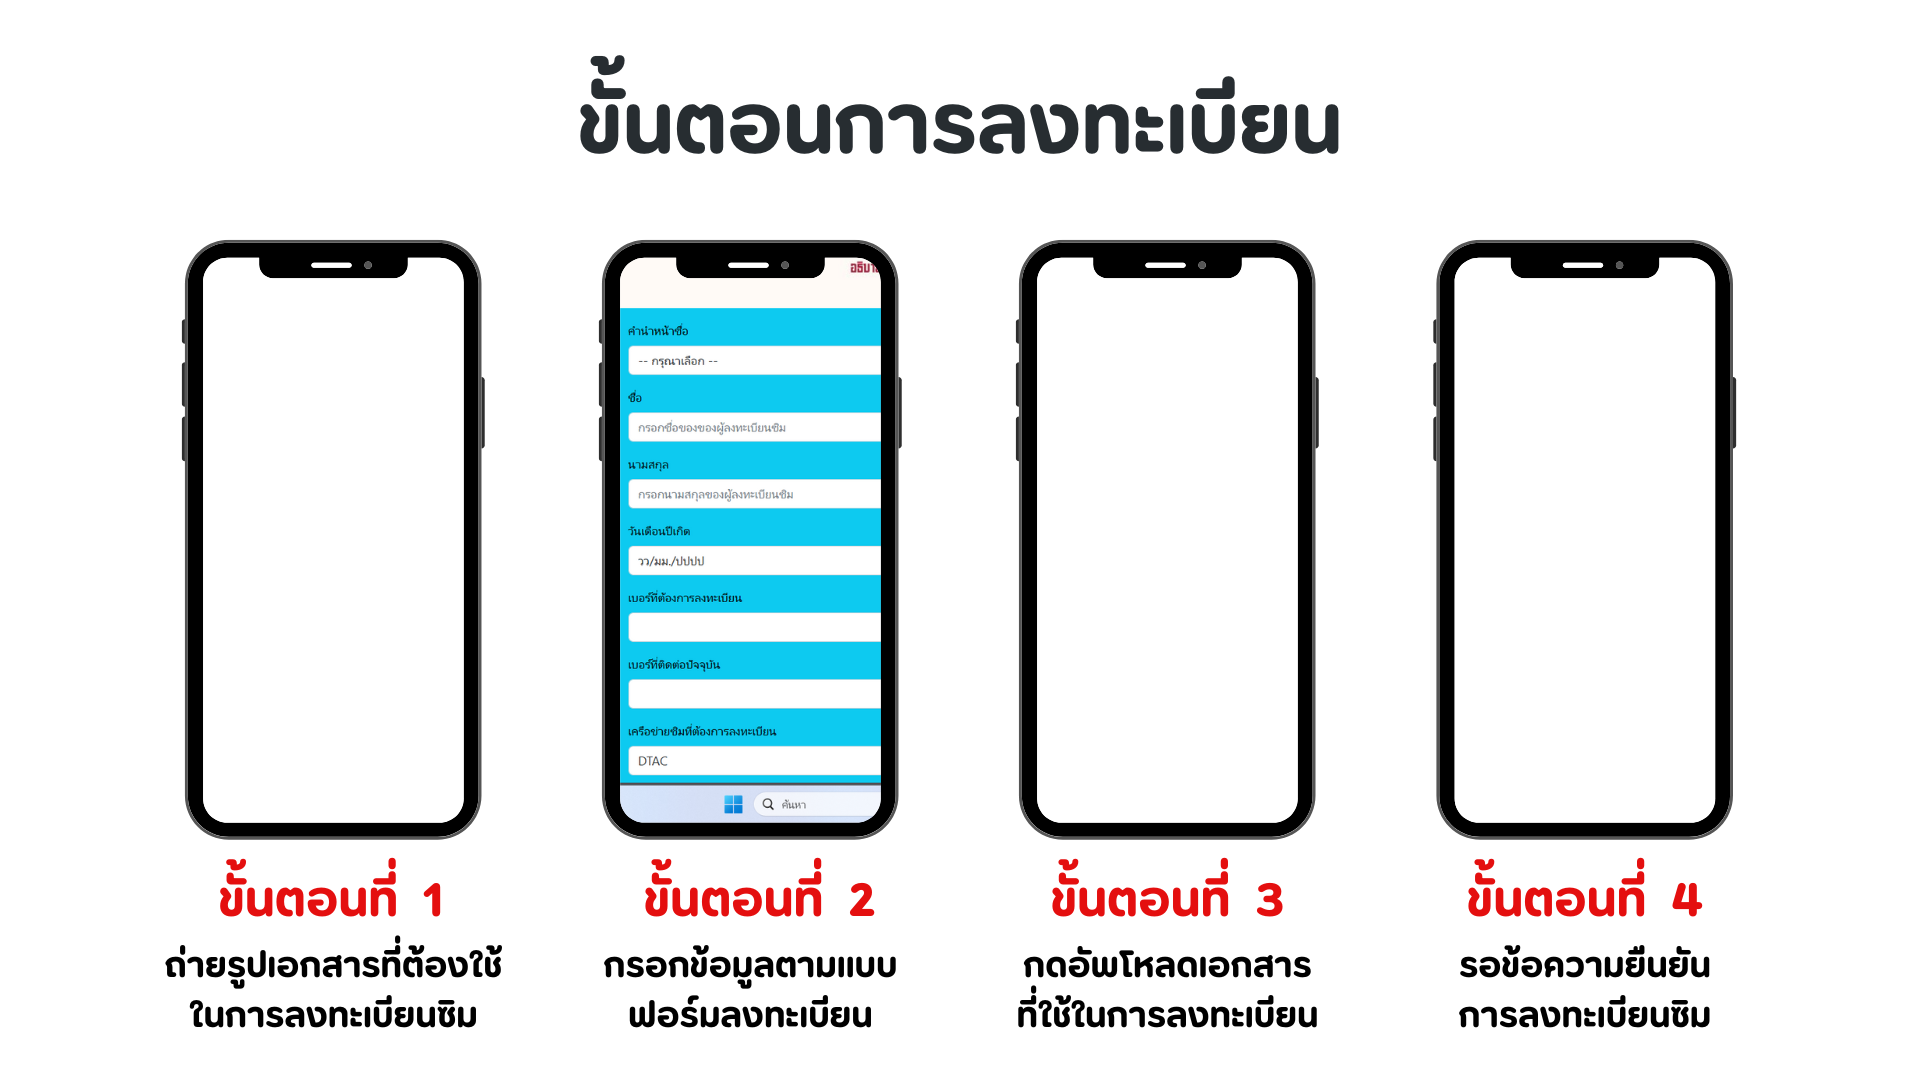 ขั้นตอนการลงทะเบียน
คำนำหน้าชื่อ
-- กรุณาเลือก --
ชื่อ
กรอกชื่อของของผู้ลงทะเบียนซิม
นามสกุล
กรอกนามสกุลของผู้ลงทะเบียนซิม
วันเดือนปีเกิด
วว/มม./ปปปป
เบอร์ที่ต้องการลงทะเบียน
เบอร์ที่ติดต่อปัจจุบัน
เครือข่ายซิมที่ต้องการลงทะเบียน
DTAC
ค้นหา
ขั้นตอนที่ 1
ถ่ายรูปเอกสารที่ต้องใช้
ในการลงทะเบียนซิม
ขั้นตอนที่ 2
กรอกข้อมูลตามแบบ
ฟอร์มลงทะเบียน
ขั้นตอนที่ 3
กดอัพโหลดเอกสาร
ที่ใช้ในการลงทะเบียน
ขั้นตอนที่ 4
รอข้อความยืนยัน
การลงทะเบียนซิม